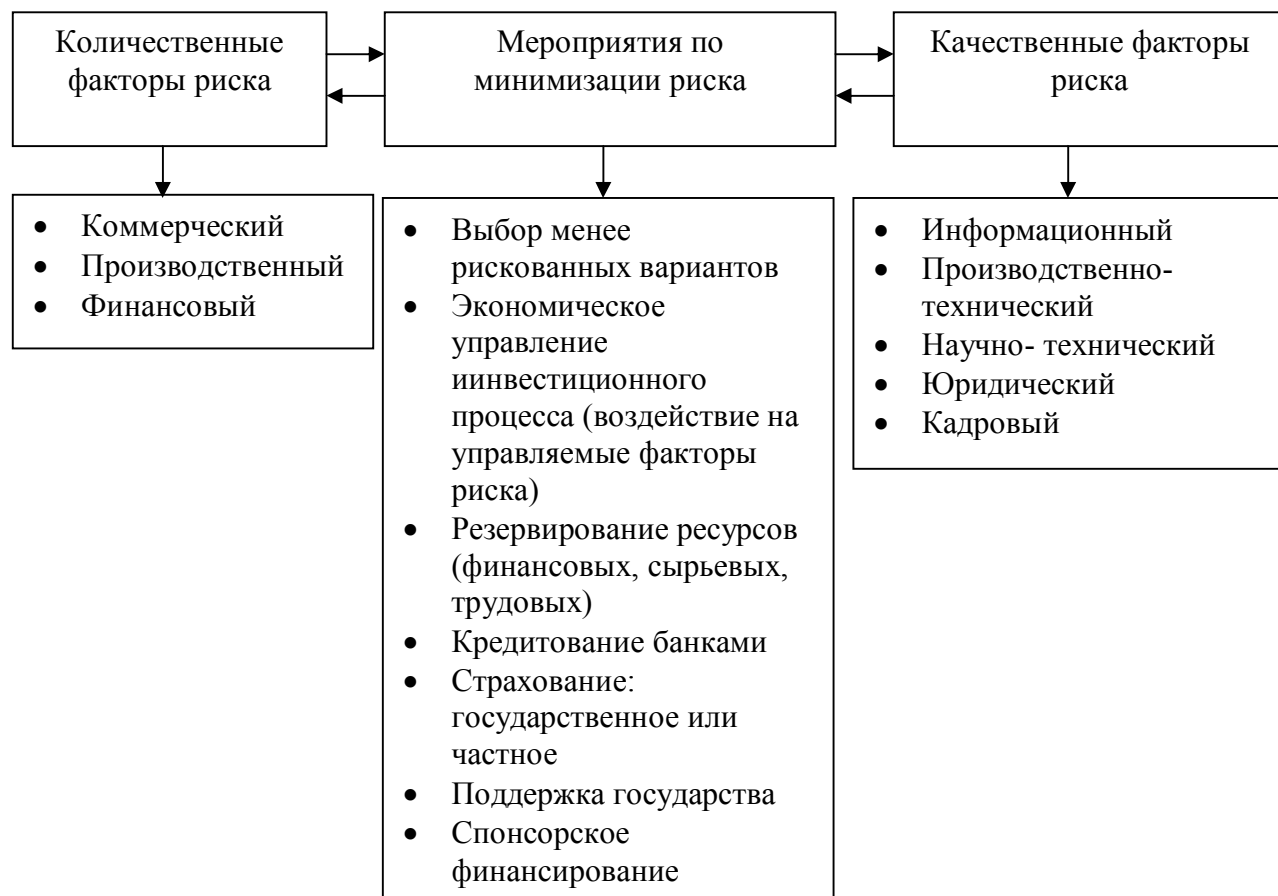 Количественные
факторы риска
Мероприятия по
минимизации риска
Качественные факторы
риска
• Коммерческий
• Производственный
• Финансовый
• Выбор менее
рискованных вариантов
• Экономическое
управление
иинвестиционного
процесса (воздействие на
управляемые факторы
риска)
• Резервирование ресурсов
(финансовых, сырьевых,
трудовых)
• Кредитование банками
• Страхование:
государственное или
частное
• Поддержка государства
• Спонсорское
финансирование
• Информационный
• Производственно-
технический
• Научно- технический
• Юридический
• Кадровый